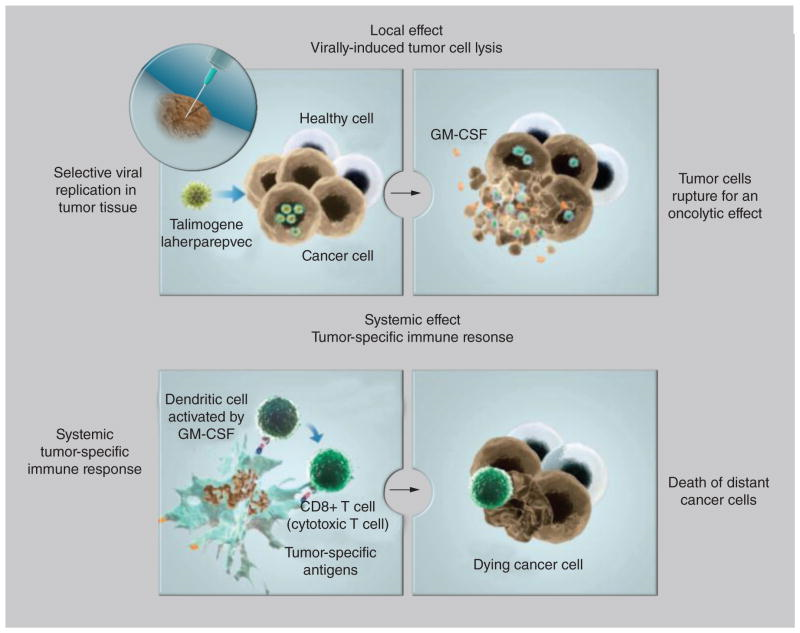 Local effect
Virally-induced tumor cell lysis
Healthy cell
GM-CSF
Selective viral
replication in
tumor tissue
Talimogene
laherparepvec
Cancer cell
Tumor cells
rupture for an
oncolytic effect
Systemic effect
Tumor-specific immune resonse
Dendritic cell
activated by
GM-CSF
Systemic
tumor-specific
immune response
CD8+ T cell
(cytotoxic T cell)
Tumor-specific
antigens
Dying cancer cell
Death of distant
cancer cells